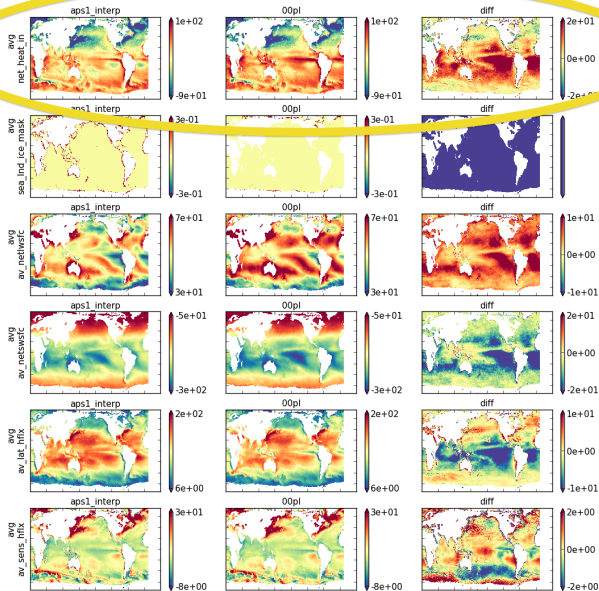 aps1_interp 00pl diff
avg
net_heat_in
1e+02 1e+02 2e+01
0e+00
-9e+01 -9e+01 -2e+01
aps1_interp 00pl diff
avg
sea_lnd_ice_mask
3e-01 3e-01
-3e-01 -3e-01
aps1_interp 00pl diff
avg
av_netlwsfc
7e+01 7e+01 1e+01
0e+00
3e+01 3e+01 -1e+01
aps1_interp 00pl diff
avg
av_netswsfc
-5e+01 -5e+01 2e+01
0e+00
-3e+02 -3e+02 -2e+01
aps1_interp 00pl diff
avg
av_lat_hflx
2e+02 2e+02 1e+01
0e+00
6e+00 6e+00 -1e+01
aps1_interp 00pl diff
avg
av_sens_hflx
3e+01 3e+01 2e+00
0e+00
-8e+00 -8e+00 -2e+00